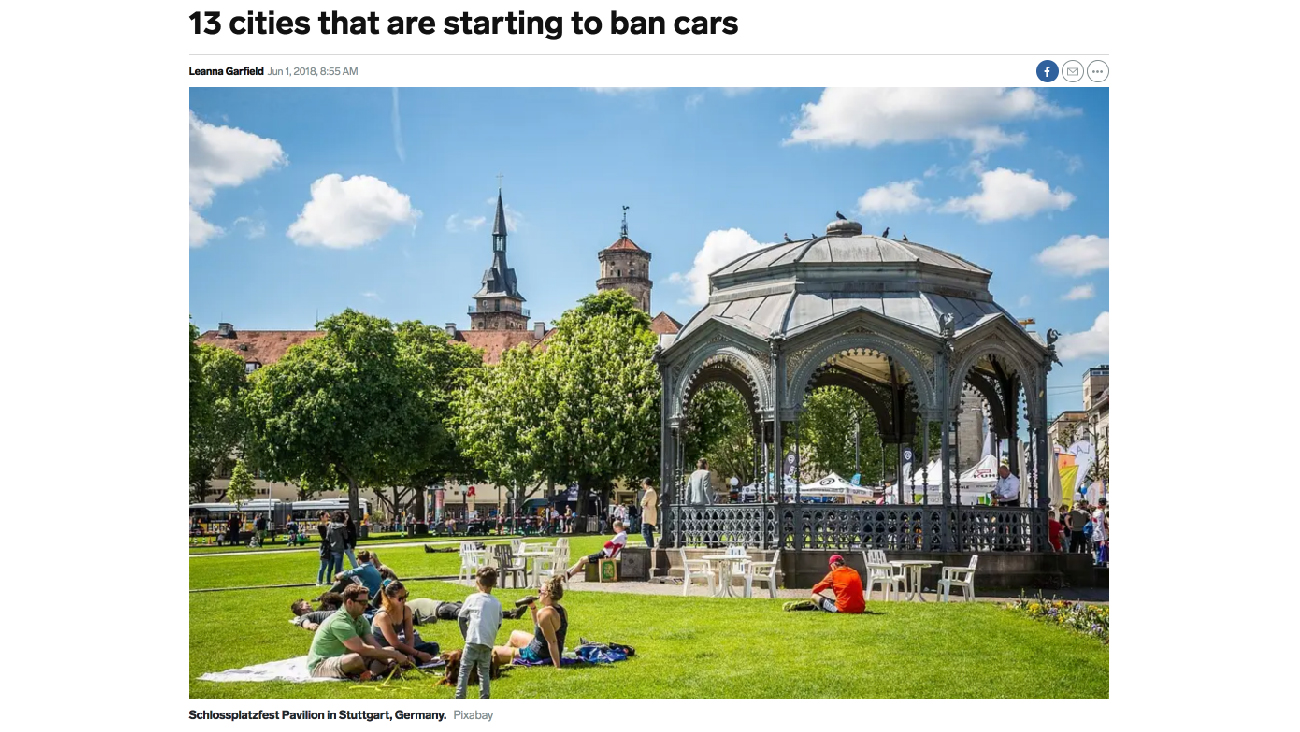 13 cities that are starting to ban cars
Leanna Garfield Jun 1, 2018, 8:55 AM
Schlossplatzfest Pavilion in Stuttgart, Germany. Pixabay